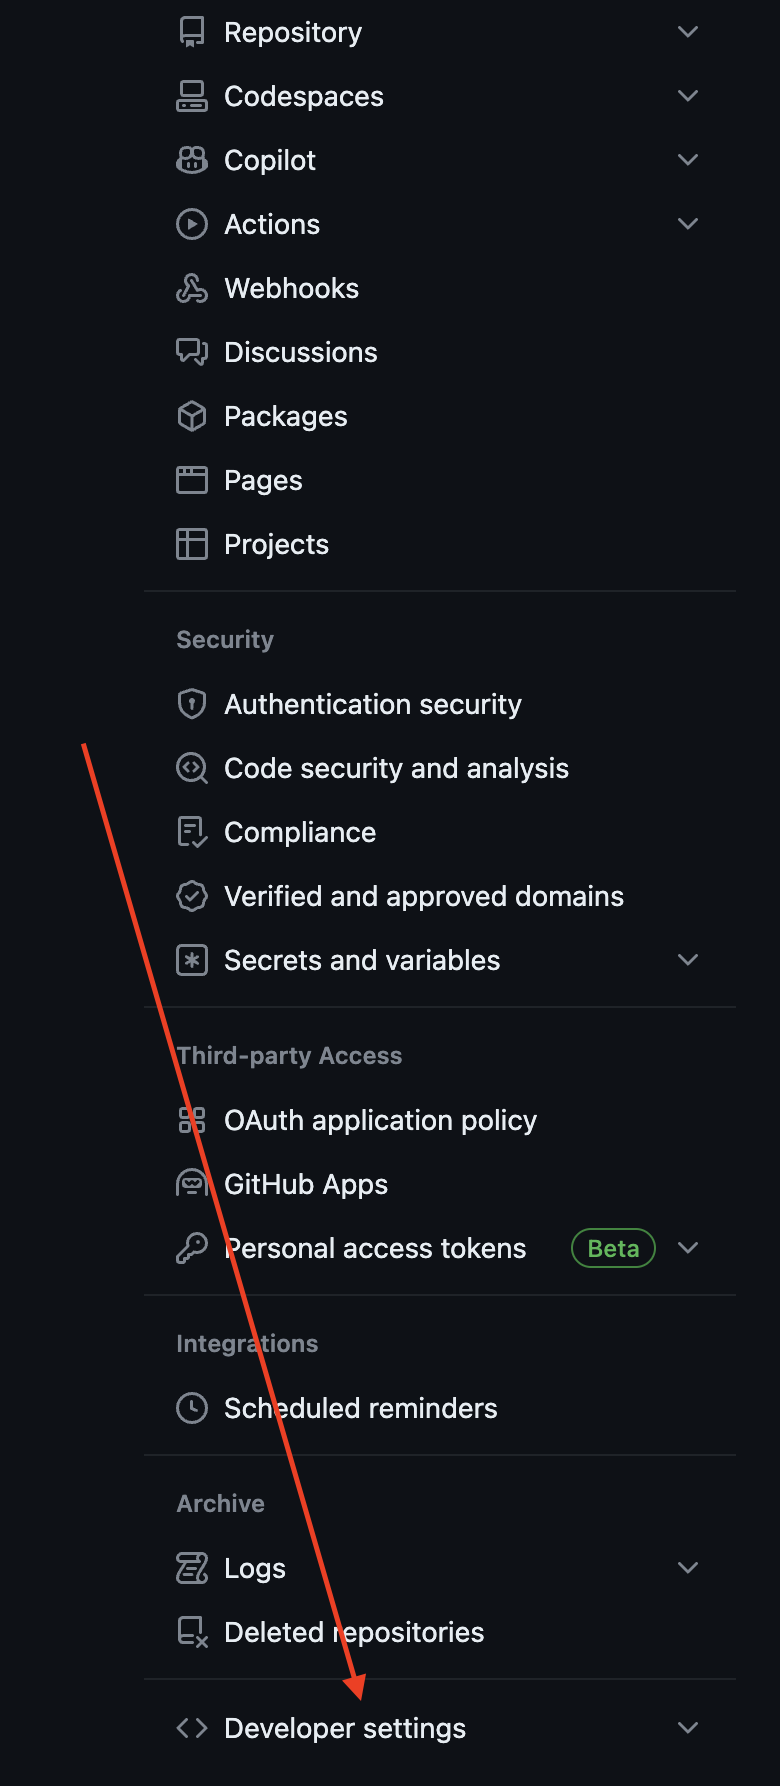 Repository
Codespaces
Copilot
Actions
Webhooks
Discussions
Packages
Pages
Projects
Security
Authentication security
Code security and analysis
Compliance
Verified and approved domains
Secrets and variables
Third-party Access
OAuth application policy
GitHub Apps
Personal access tokens Beta
Integrations
Scheduled reminders
Archive
Logs
Deleted repositories
Developer settings